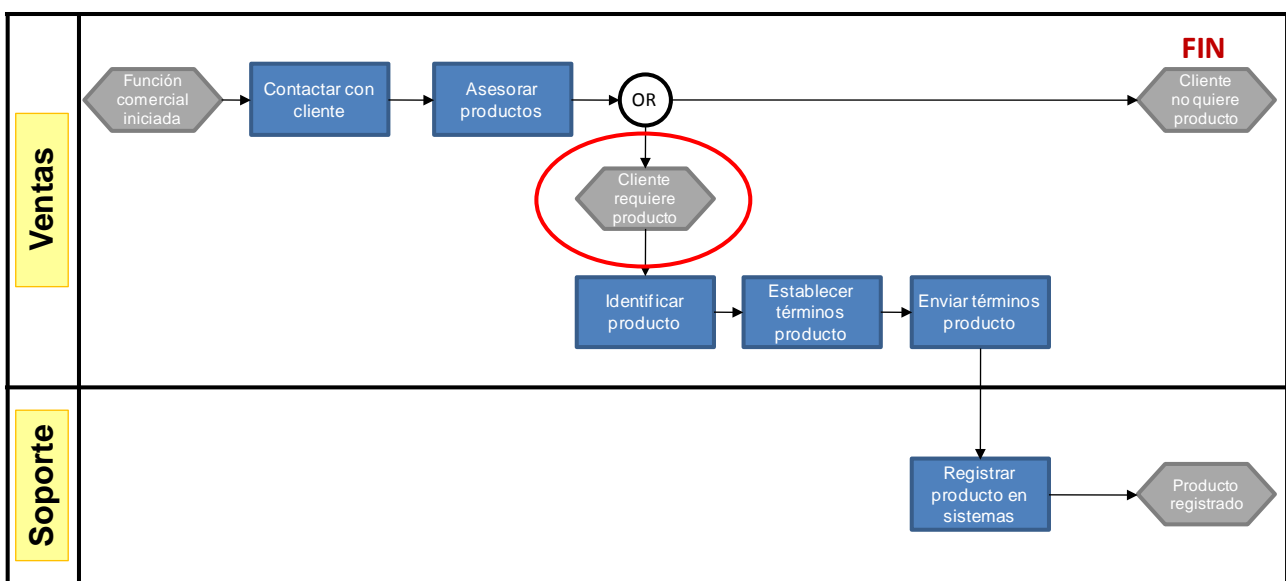 Ventas
Función
comercial
iniciada
Contactar con
cliente
Asesorar
productos
OR
FIN
Cliente
no quiere
producto
Cliente
requiere
producto
Identificar
producto
Establecer
términos
producto
Enviar términos
producto
Soporte
Registrar
producto en
sistemas
Producto
registrado